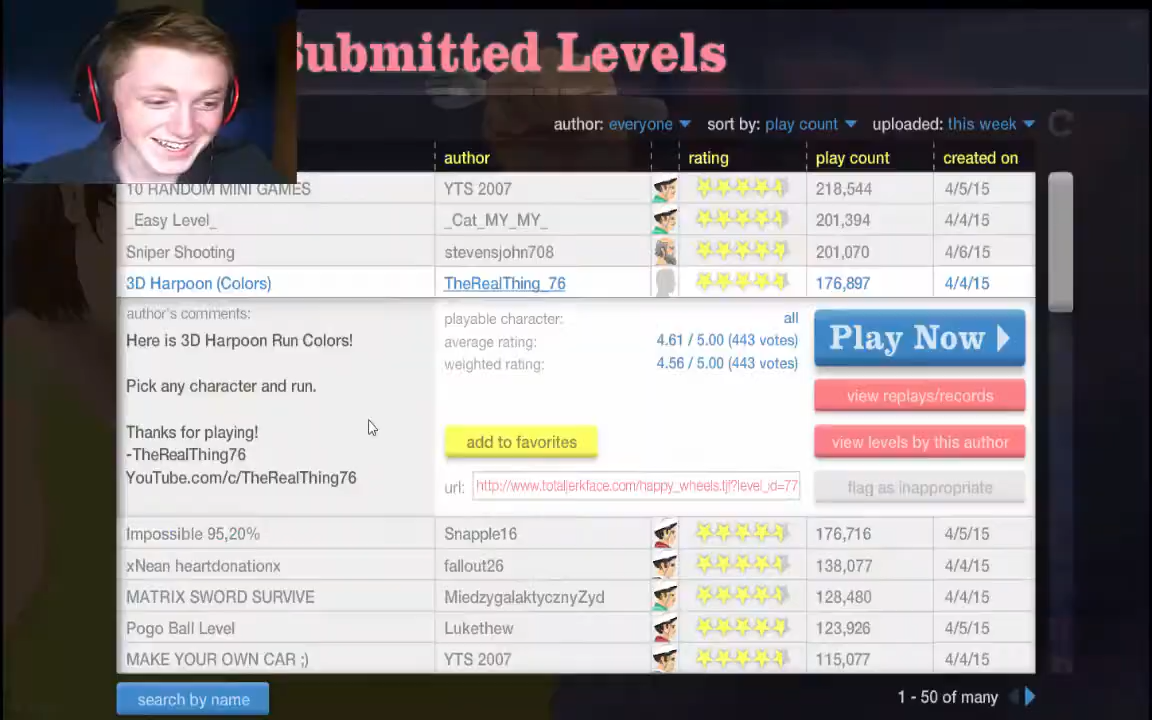 Submitted Levels
author: everyone sort by: play count uploaded: this week
author rating play count created on
10 RANDOM MINI GAMES YTS 2007 218,544 4/5/15
_Easy Level_ _Cat_MY_MY_ 201,394 4/4/15
Sniper Shooting stevensjohn708 201,070 4/6/15
3D Harpoon (Colors) TheRealThing_76 176,897 4/4/15
author's comments:
Here is 3D Harpoon Run Colors!
Pick any character and run.
Thanks for playing!
-TheRealThing76
YouTube.com/c/TheRealThing76
playable character: all
average rating: 4.61 / 5.00 (443 votes)
weighted rating: 4.56 / 5.00 (443 votes)
add to favorites
url: http://www.totaljerkface.com/happy_wheels.tjf?level_id=77
Play Now
view replays/records
view levels by this author
flag as inappropriate
Impossible 95,20% Snapple16 176,716 4/5/15
xNean heartdonationx fallout26 138,077 4/4/15
MATRIX SWORD SURVIVE MiedzygalaktycznyZyd 128,480 4/4/15
Pogo Ball Level Lukethew 123,926 4/5/15
MAKE YOUR OWN CAR ;) YTS 2007 115,077 4/4/15
search by name
1 - 50 of many